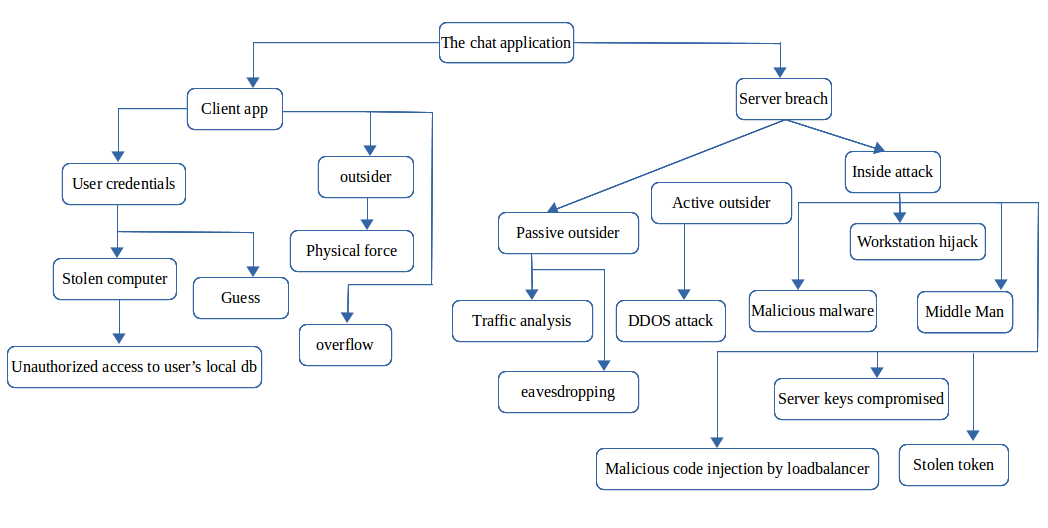 The chat application
Server breach
Client app
Inside attack
outsider
User credentials
Active outsider
Passive outsider
Workstation hijack
Physical force
Stolen computer
Guess
Malicious malware
Middle Man
Traffic analysis
DDOS attack
overflow
Unauthorized access to user’s local db
eavesdropping
Server keys compromised
Stolen token
Malicious code injection by loadbalancer